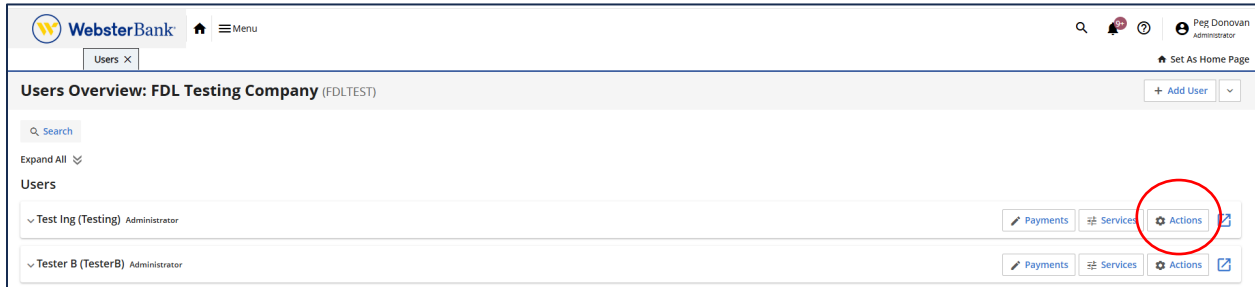 WebsterBank Menu 9+ Peg Donovan
Administrator
Users X Set As Home Page
Users Overview: FDL Testing Company (FDLTEST) + Add User
Search
Expand All
Users
Test Ing (Testing) Administrator Payments Services Actions
Tester B (TesterB) Administrator Payments Services Actions